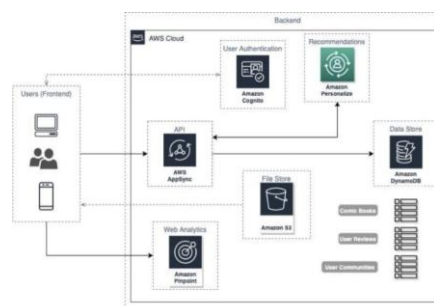 Backend
AWS Cloud
aws
User Authentication
Amazon
Cognito
Recommendations
Amazon
Personalize
Users (Frontend)
API
AWS
AppSync
Data Store
Amazon
DynamoDB
File Store
Amazon S3
Comic Books
User Reviews
User Communities
Web Analytics
Amazon
Pinpoint